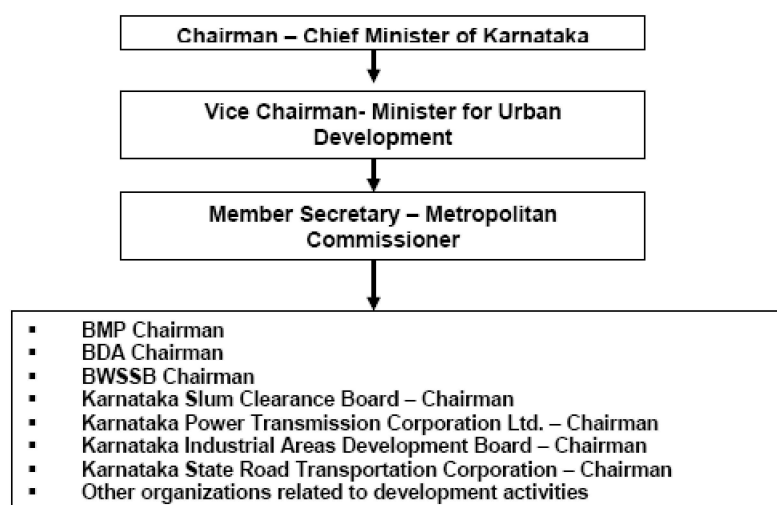 Chairman – Chief Minister of Karnataka
Vice Chairman- Minister for Urban
Development
Member Secretary – Metropolitan
Commissioner
▪ BMP Chairman
▪ BDA Chairman
▪ BWSSB Chairman
▪ Karnataka Slum Clearance Board – Chairman
▪ Karnataka Power Transmission Corporation Ltd. – Chairman
▪ Karnataka Industrial Areas Development Board – Chairman
▪ Karnataka State Road Transportation Corporation – Chairman
▪ Other organizations related to development activities